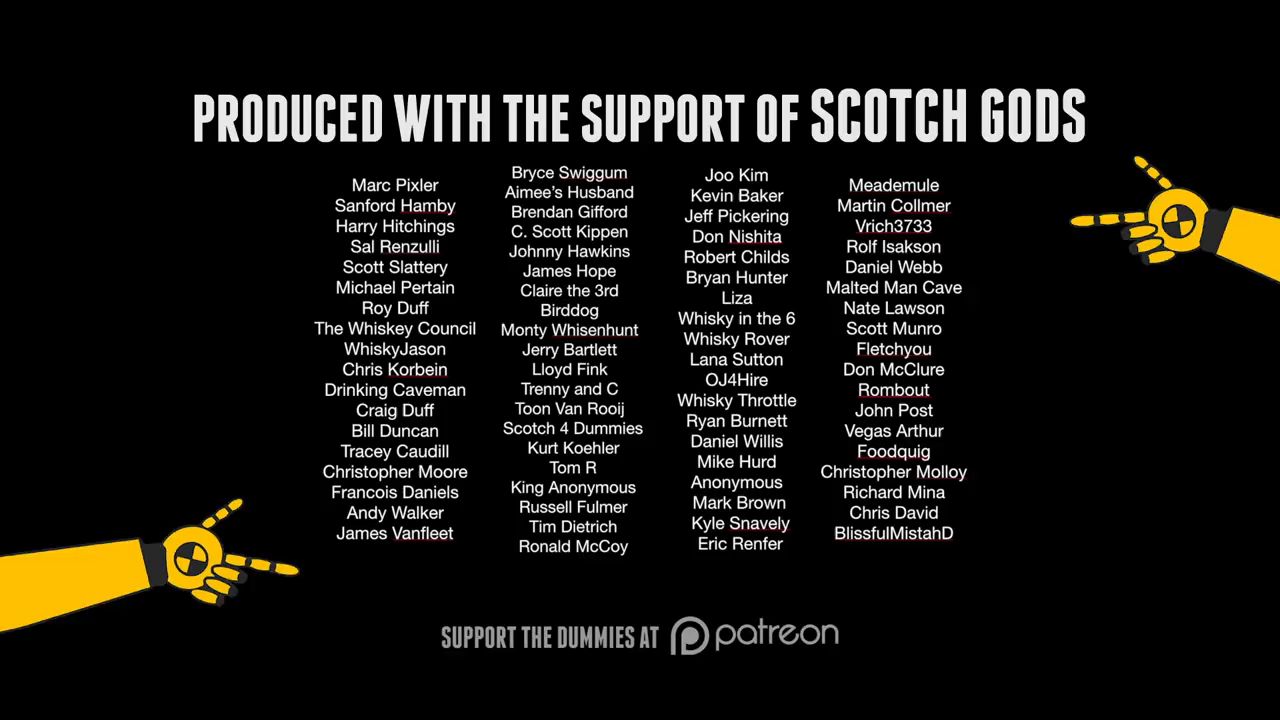 PRODUCED WITH THE SUPPORT OF SCOTCH GODS
Marc Pixler
Sanford Hamby
Harry Hitchings
Sal Renzulli
Scott Slattery
Michael Pertain
Roy Duff
The Whiskey Council
WhiskyJason
Chris Korbein
Drinking Caveman
Craig Duff
Bill Duncan
Tracey Caudill
Christopher Moore
Francois Daniels
Andy Walker
James Vanfleet
Bryce Swiggum
Aimee's Husband
Brendan Gifford
C. Scott Kippen
Johnny Hawkins
James Hope
Claire the 3rd
Birddog
Monty Whisenhunt
Jerry Bartlett
Lloyd Fink
Trenny and C
Toon Van Rooij
Scotch 4 Dummies
Kurt Koehler
Tom R
King Anonymous
Russell Fulmer
Tim Dietrich
Ronald McCoy
Joo Kim
Kevin Baker
Jeff Pickering
Don Nishita
Robert Childs
Bryan Hunter
Liza
Whisky in the 6
Whisky Rover
Lana Sutton
OJ4Hire
Whisky Throttle
Ryan Burnett
Daniel Willis
Mike Hurd
Anonymous
Mark Brown
Kyle Snavely
Eric Renfer
Meademule
Martin Collmer
Vrich3733
Rolf Isakson
Daniel Webb
Malted Man Cave
Nate Lawson
Scott Munro
Fletchyou
Don McClure
Rombout
John Post
Vegas Arthur
Foodquig
Christopher Molloy
Richard Mina
Chris David
BlissfulMistahD
SUPPORT THE DUMMIES AT patreon